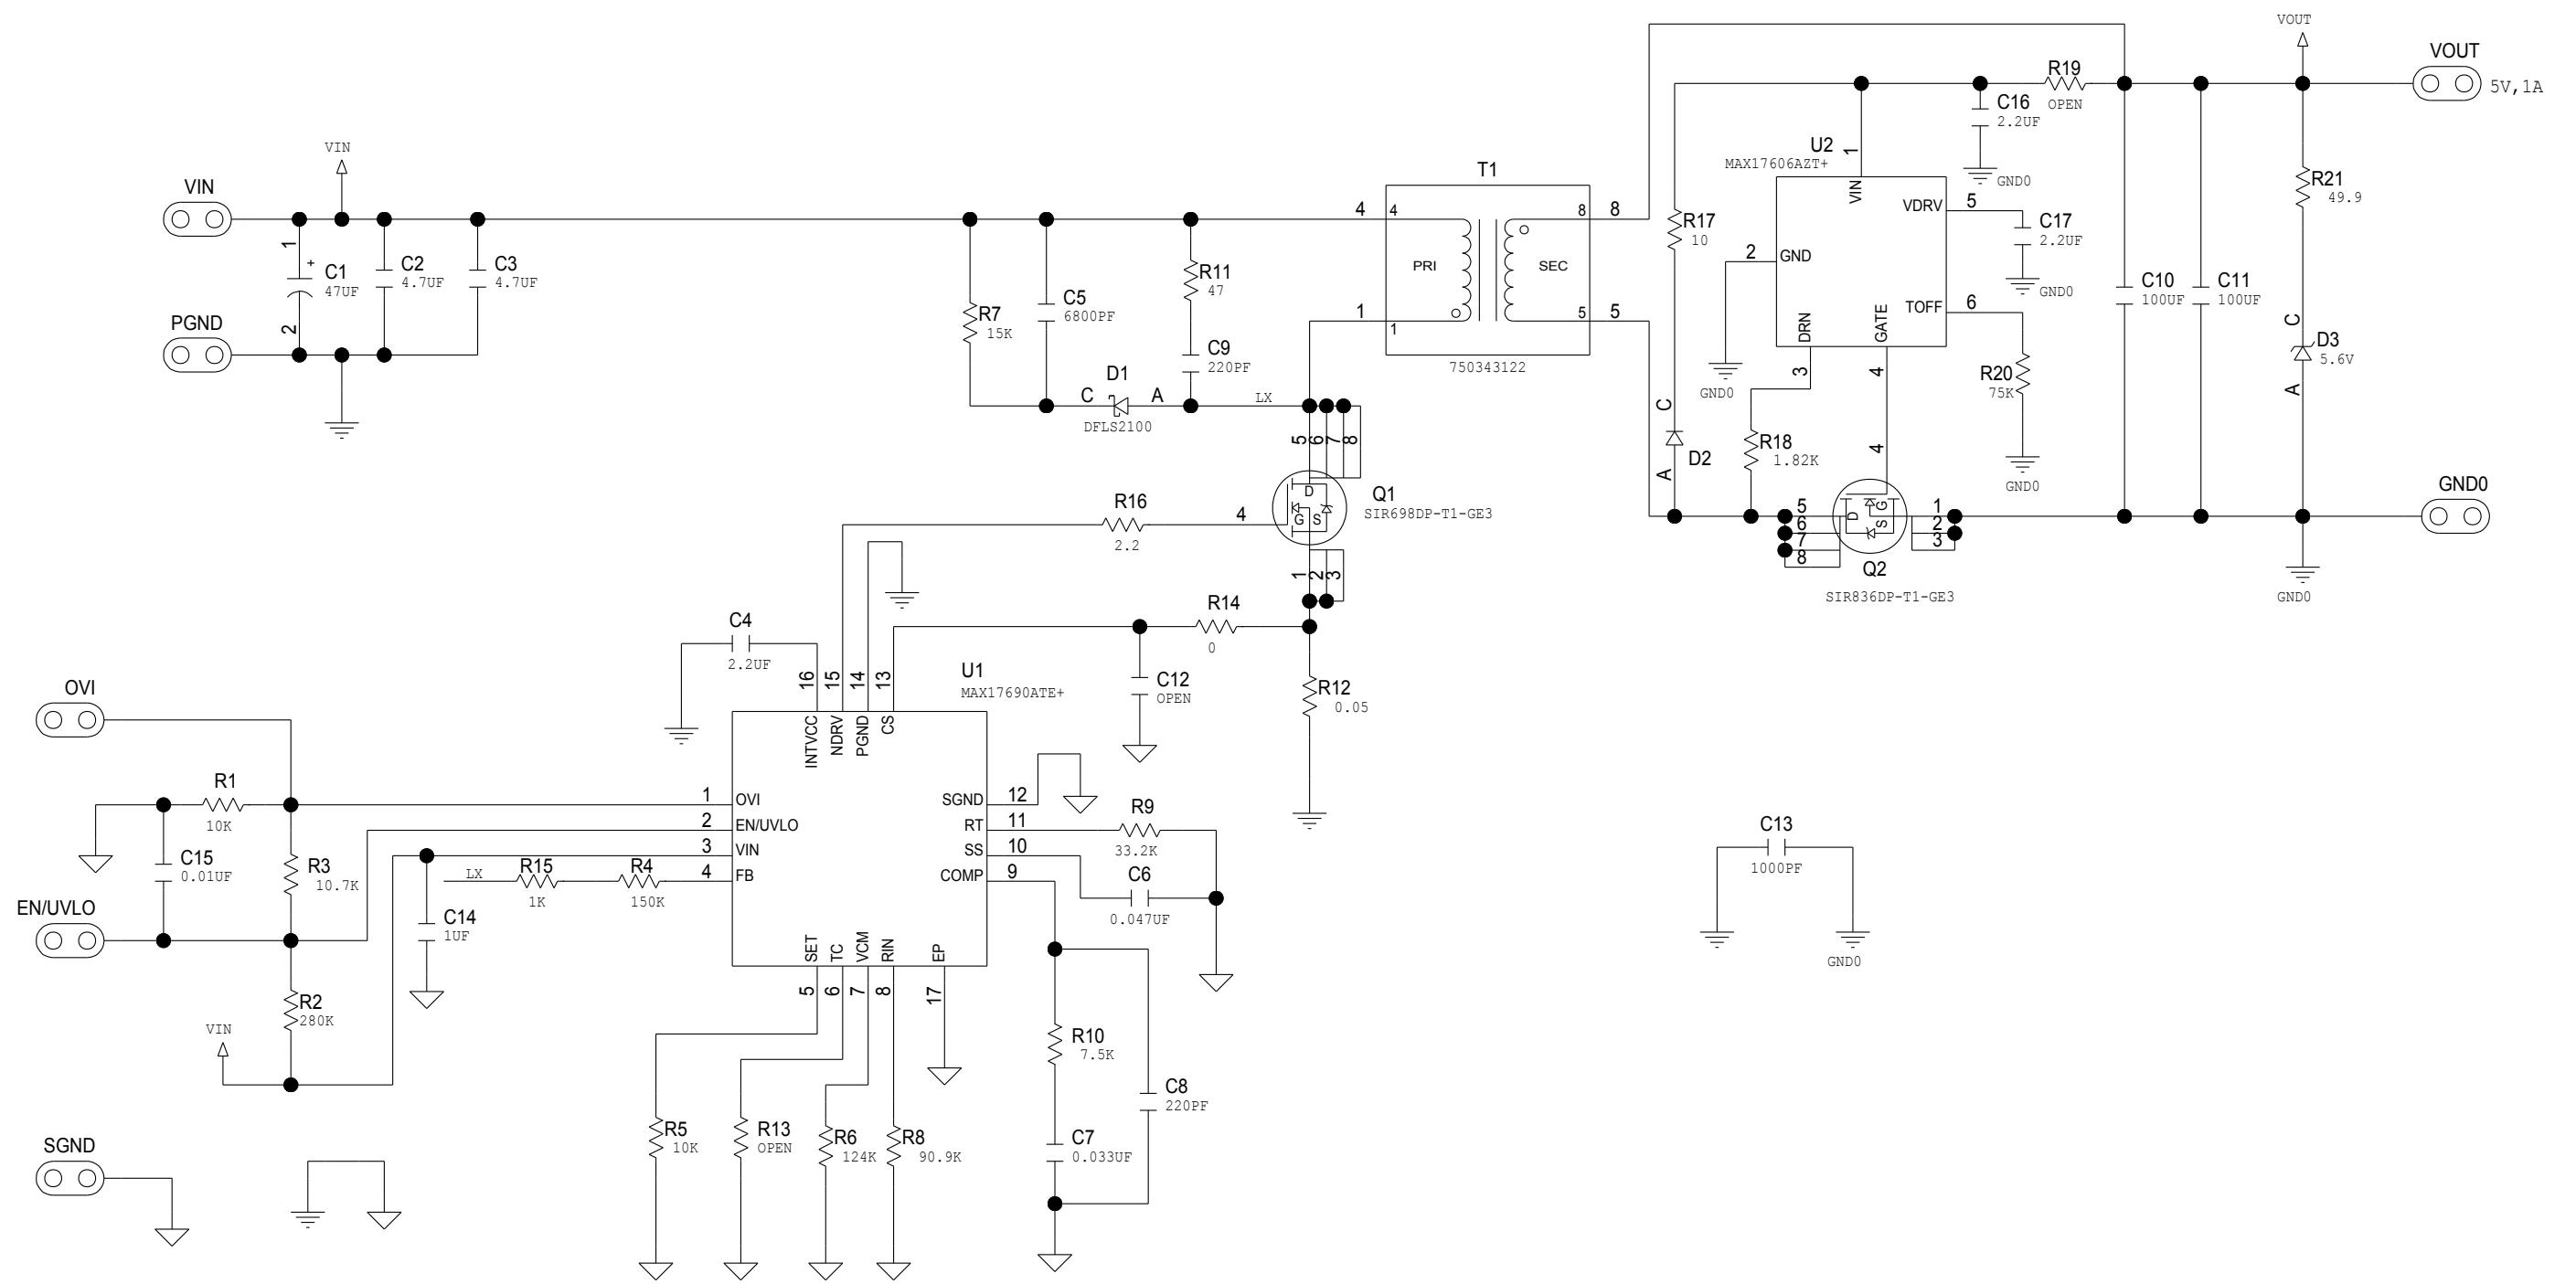 VIN
VIN
PGND
1
+
C1
47UF
2
C2
4.7UF
C3
4.7UF
R7
15K
C5
6800PF
R11
47
C9
220PF
C
D1
A
DFLS2100
LX
T1
4
4
1
1
PRI
SEC
8
8
5
5
750343122
5
6
7
8
D
G
S
Q1
SIR698DP-T1-GE3
R16
2.2
4
1
2
3
R14
0
R12
0.05
C12
OPEN
C4
2.2UF
VOUT
VOUT
5V,1A
R19
OPEN
C16
2.2UF
GND0
U2
MAX17606AZT+
1
VIN
VDRV
5
C17
2.2UF
GND0
2
GND
GND0
TOFF
6
R20
75K
GND0
DRN
GATE
3
4
4
R17
10
C
D2
A
R18
1.82K
5
6
7
8
D
G
S
1
2
3
Q2
SIR836DP-T1-GE3
C10
100UF
C11
100UF
R21
49.9
C
D3
5.6V
A
GND0
GND0
U1
MAX17690ATE+
16
15
14
13
INTVCC
NDRV
PGND
CS
1
OVI
2
EN/UVLO
3
VIN
4
FB
SGND
12
RT
11
SS
10
COMP
9
SET
TC
VCM
RIN
EP
5
6
7
8
17
OVI
R1
10K
C15
0.01UF
R3
10.7K
EN/UVLO
R2
280K
VIN
C14
1UF
LX
R15
1K
R4
150K
R9
33.2K
C6
0.047UF
R10
7.5K
C8
220PF
C7
0.033UF
R5
10K
R13
OPEN
R6
124K
R8
90.9K
SGND
C13
1000PF
GND0